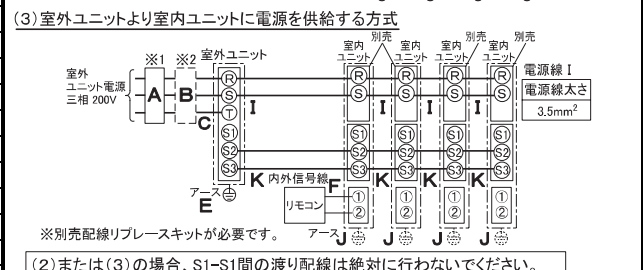 (3)室外ユニットより室内ユニットに電源を供給する方式
※1 ※2 室外ユニット 室内ユニット 別売 室内ユニット 室内ユニット 別売 室内ユニット 別売
室外
ユニット電源
三相 200V
A B C
R R R R R
S S S S S
T
I I I I I
電源線 I
電源線太さ
3.5mm²
S1 S1 S1 S1 S1
S2 S2 S2 S2 S2
S3 S3 S3 S3 S3
K 内外信号線 K K K
アース
E
F
リモコン
① ① ① ①
② ② ② ②
アース J J J J
※別売配線リプレースキットが必要です。
(2)または(3)の場合、S1-S1間の渡り配線は絶対に行わないでください。